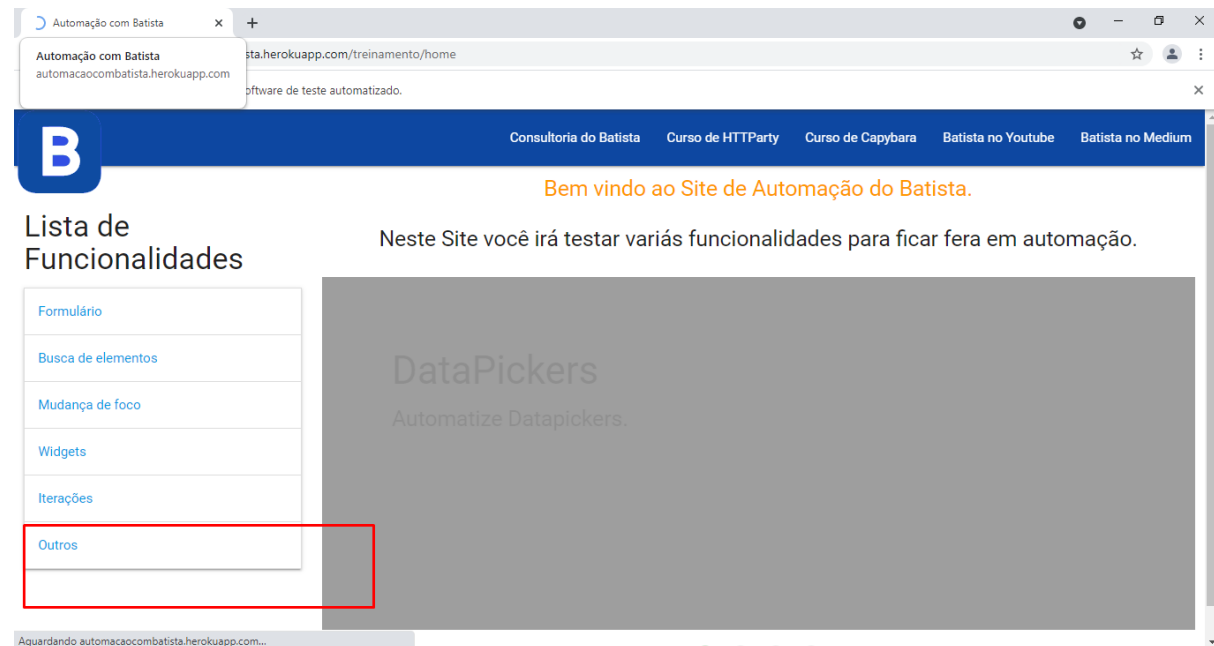 Automação com Batista
Automação com Batista
automacaocombatista.herokuapp.com
sta.herokuapp.com/treinamento/home
oftware de teste automatizado.
B
Consultoria do Batista Curso de HTTParty Curso de Capybara Batista no Youtube Batista no Medium
Bem vindo ao Site de Automação do Batista.
Lista de
Funcionalidades
Neste Site você irá testar variás funcionalidades para ficar fera em automação.
Formulário
Busca de elementos
Mudança de foco
Widgets
Iterações
Outros
DataPickers
Automatize Datapickers.
Aguardando automacaocombatista.herokuapp.com...